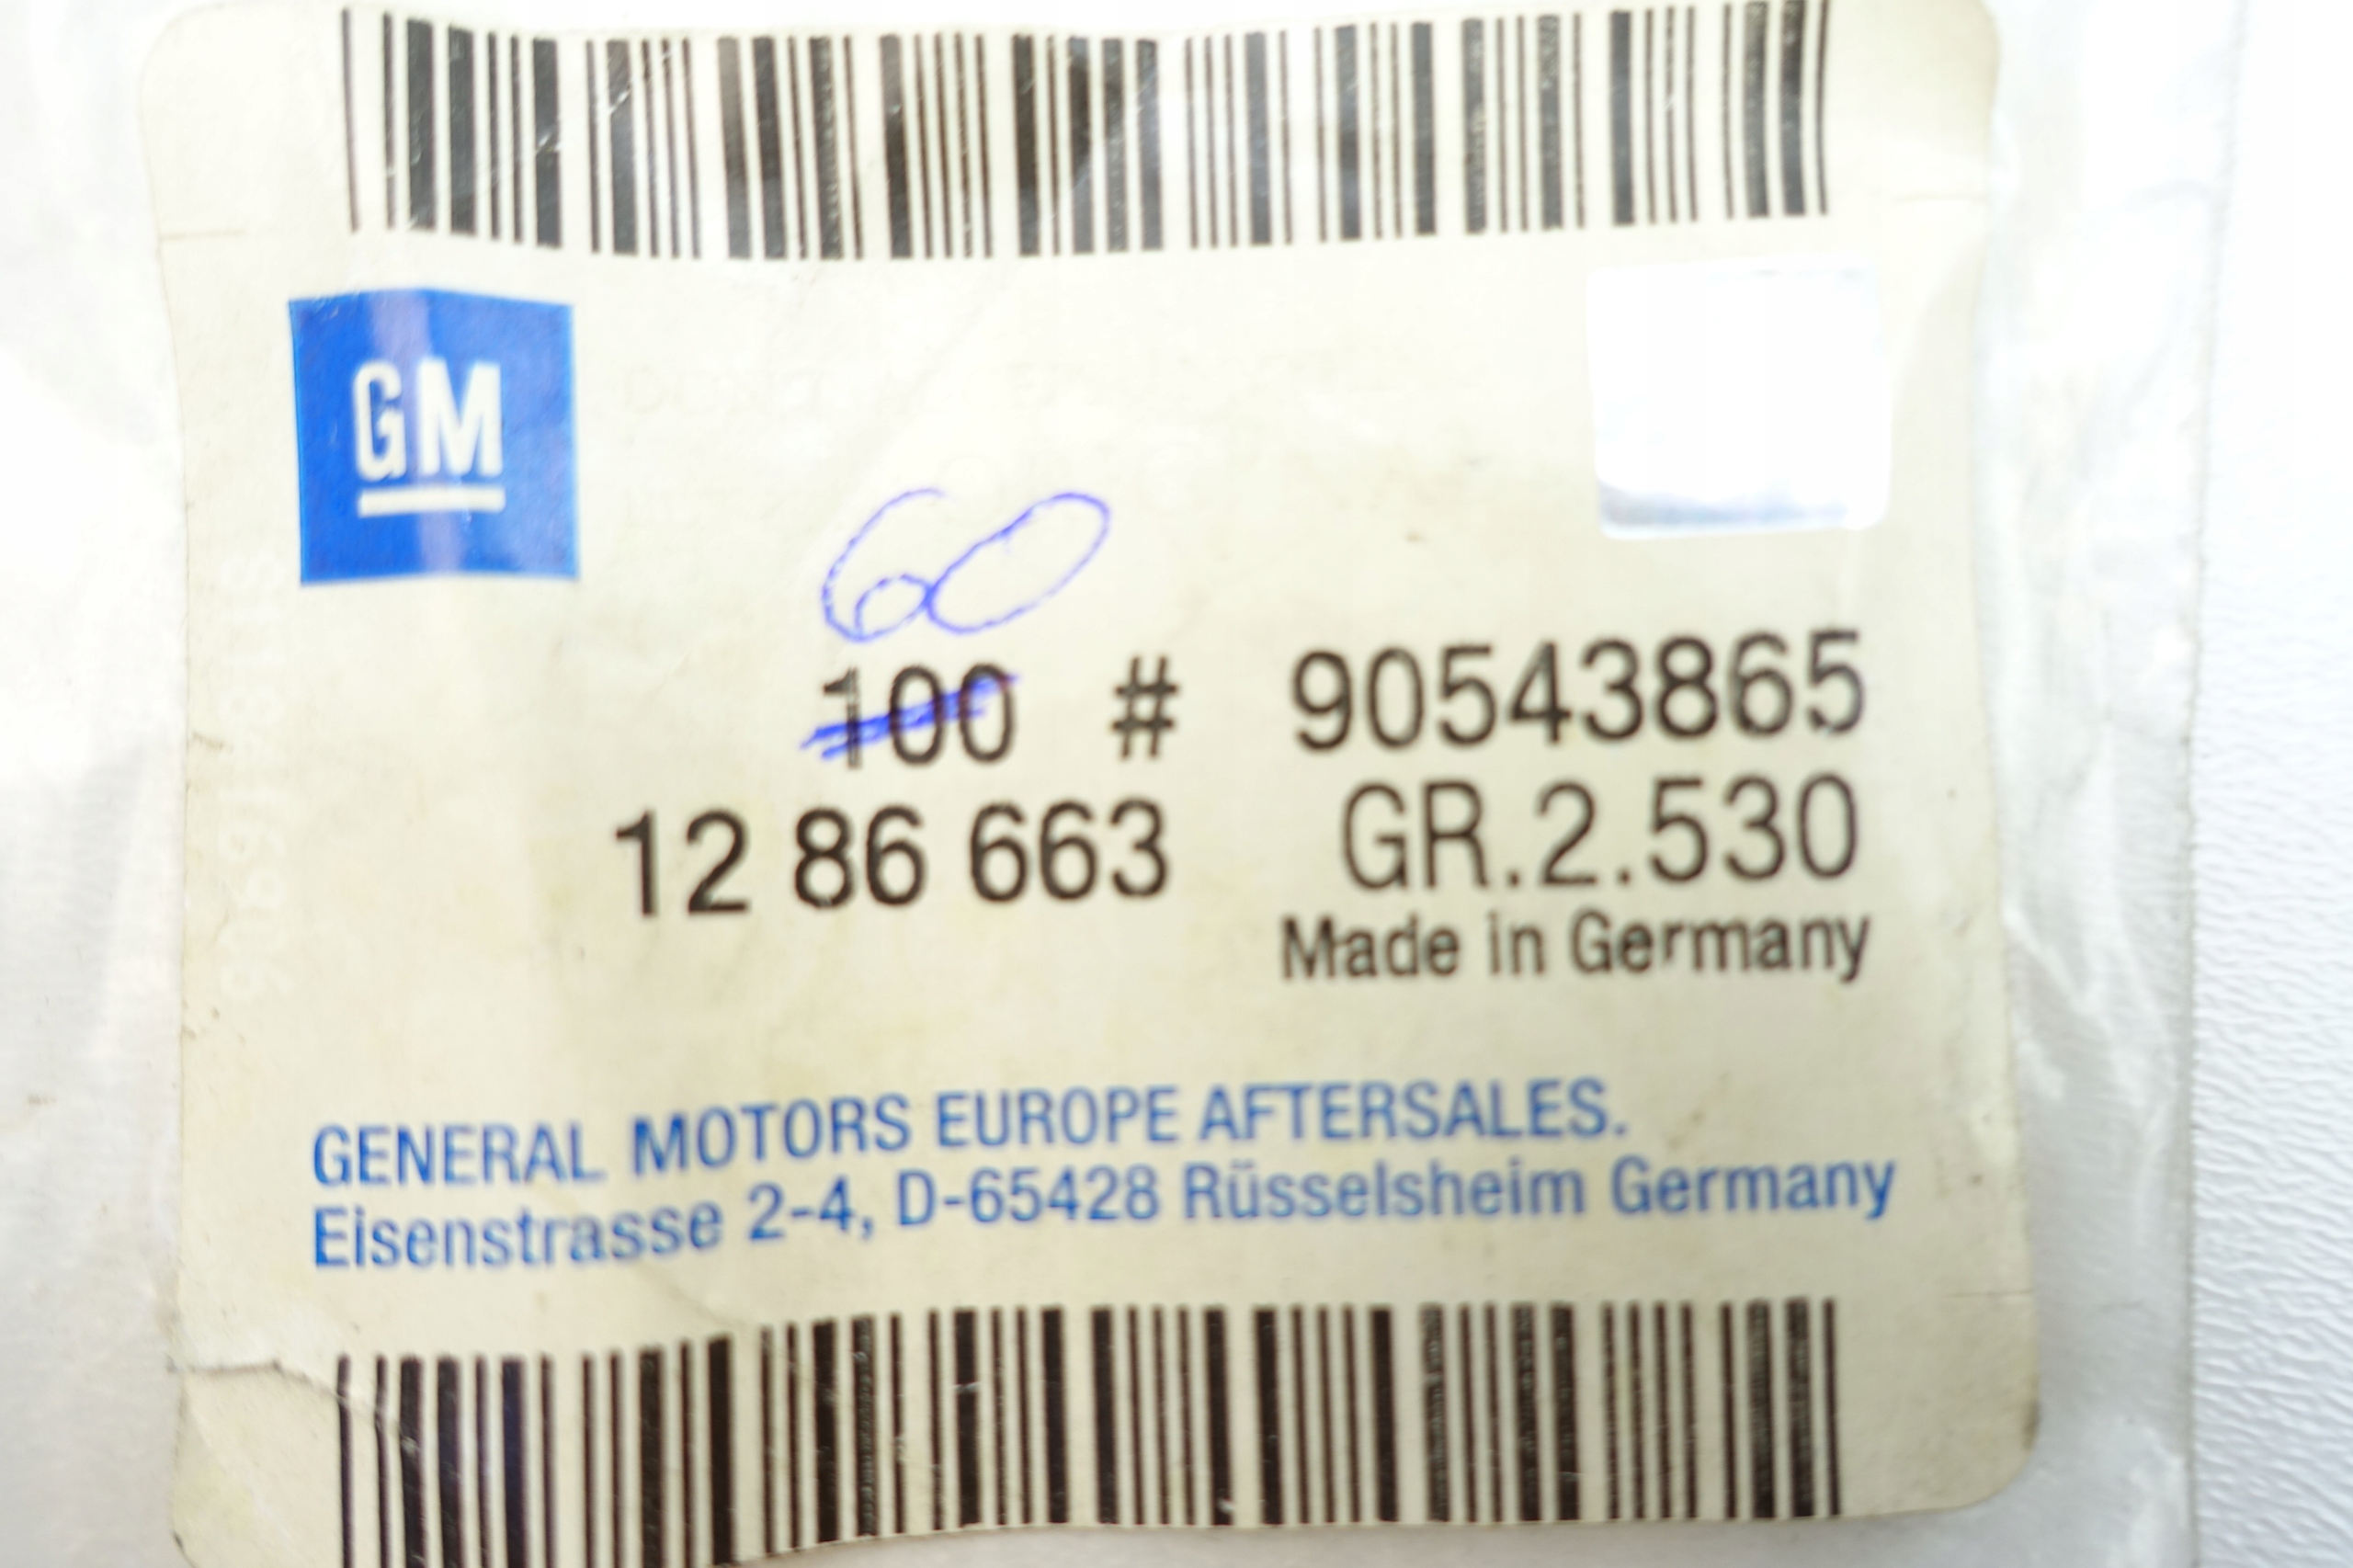 GM
60
100 # 90543865
12 86 663 GR.2.530
Made in Germany
GENERAL MOTORS EUROPE AFTERSALES.
Eisenstrasse 2-4, D-65428 Rüsselsheim Germany